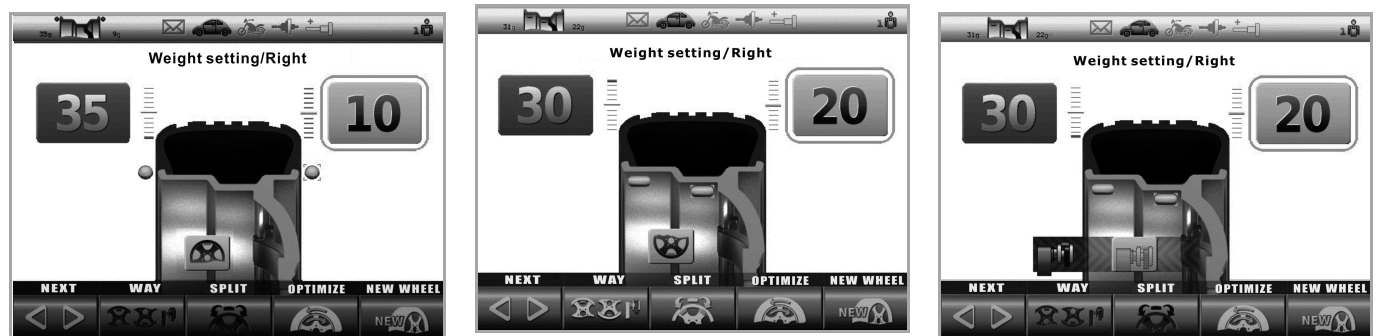 35g 9g 1
Weight setting/Right
35 10
NEXT WAY SPLIT OPTIMIZE NEW WHEEL
NEW
31g 22g 1
Weight setting/Right
30 20
NEXT WAY SPLIT OPTIMIZE NEW WHEEL
NEW
31g 22g 1
Weight setting/Right
30 20
NEXT WAY SPLIT OPTIMIZE NEW WHEEL
NEW